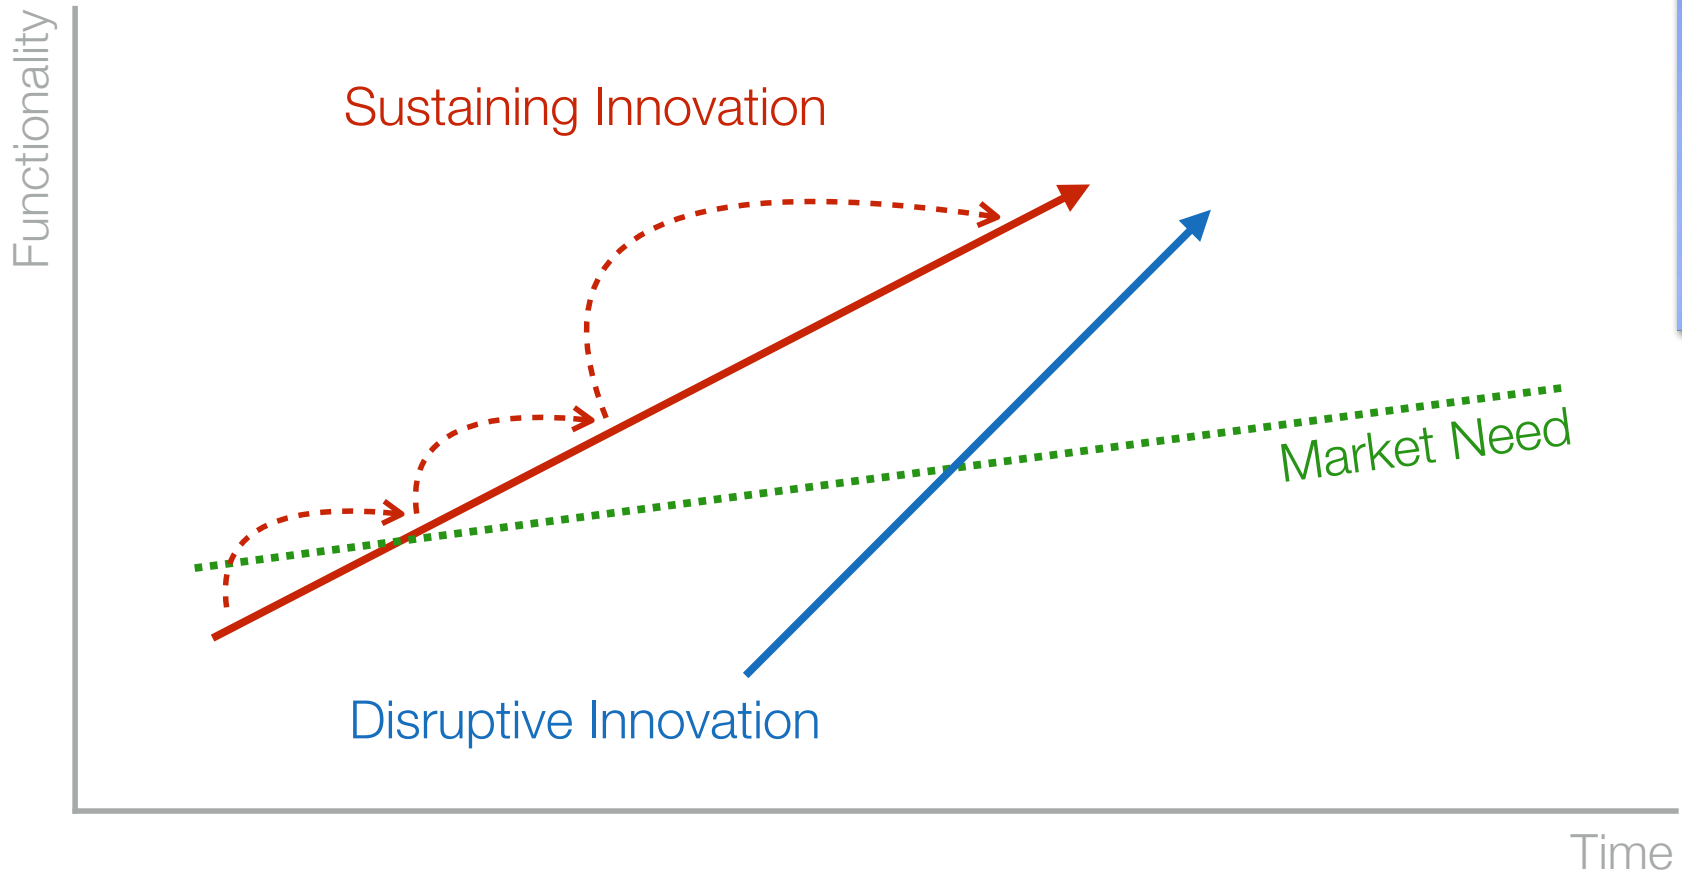 Functionality
Sustaining Innovation
Market Need
Disruptive Innovation
Time